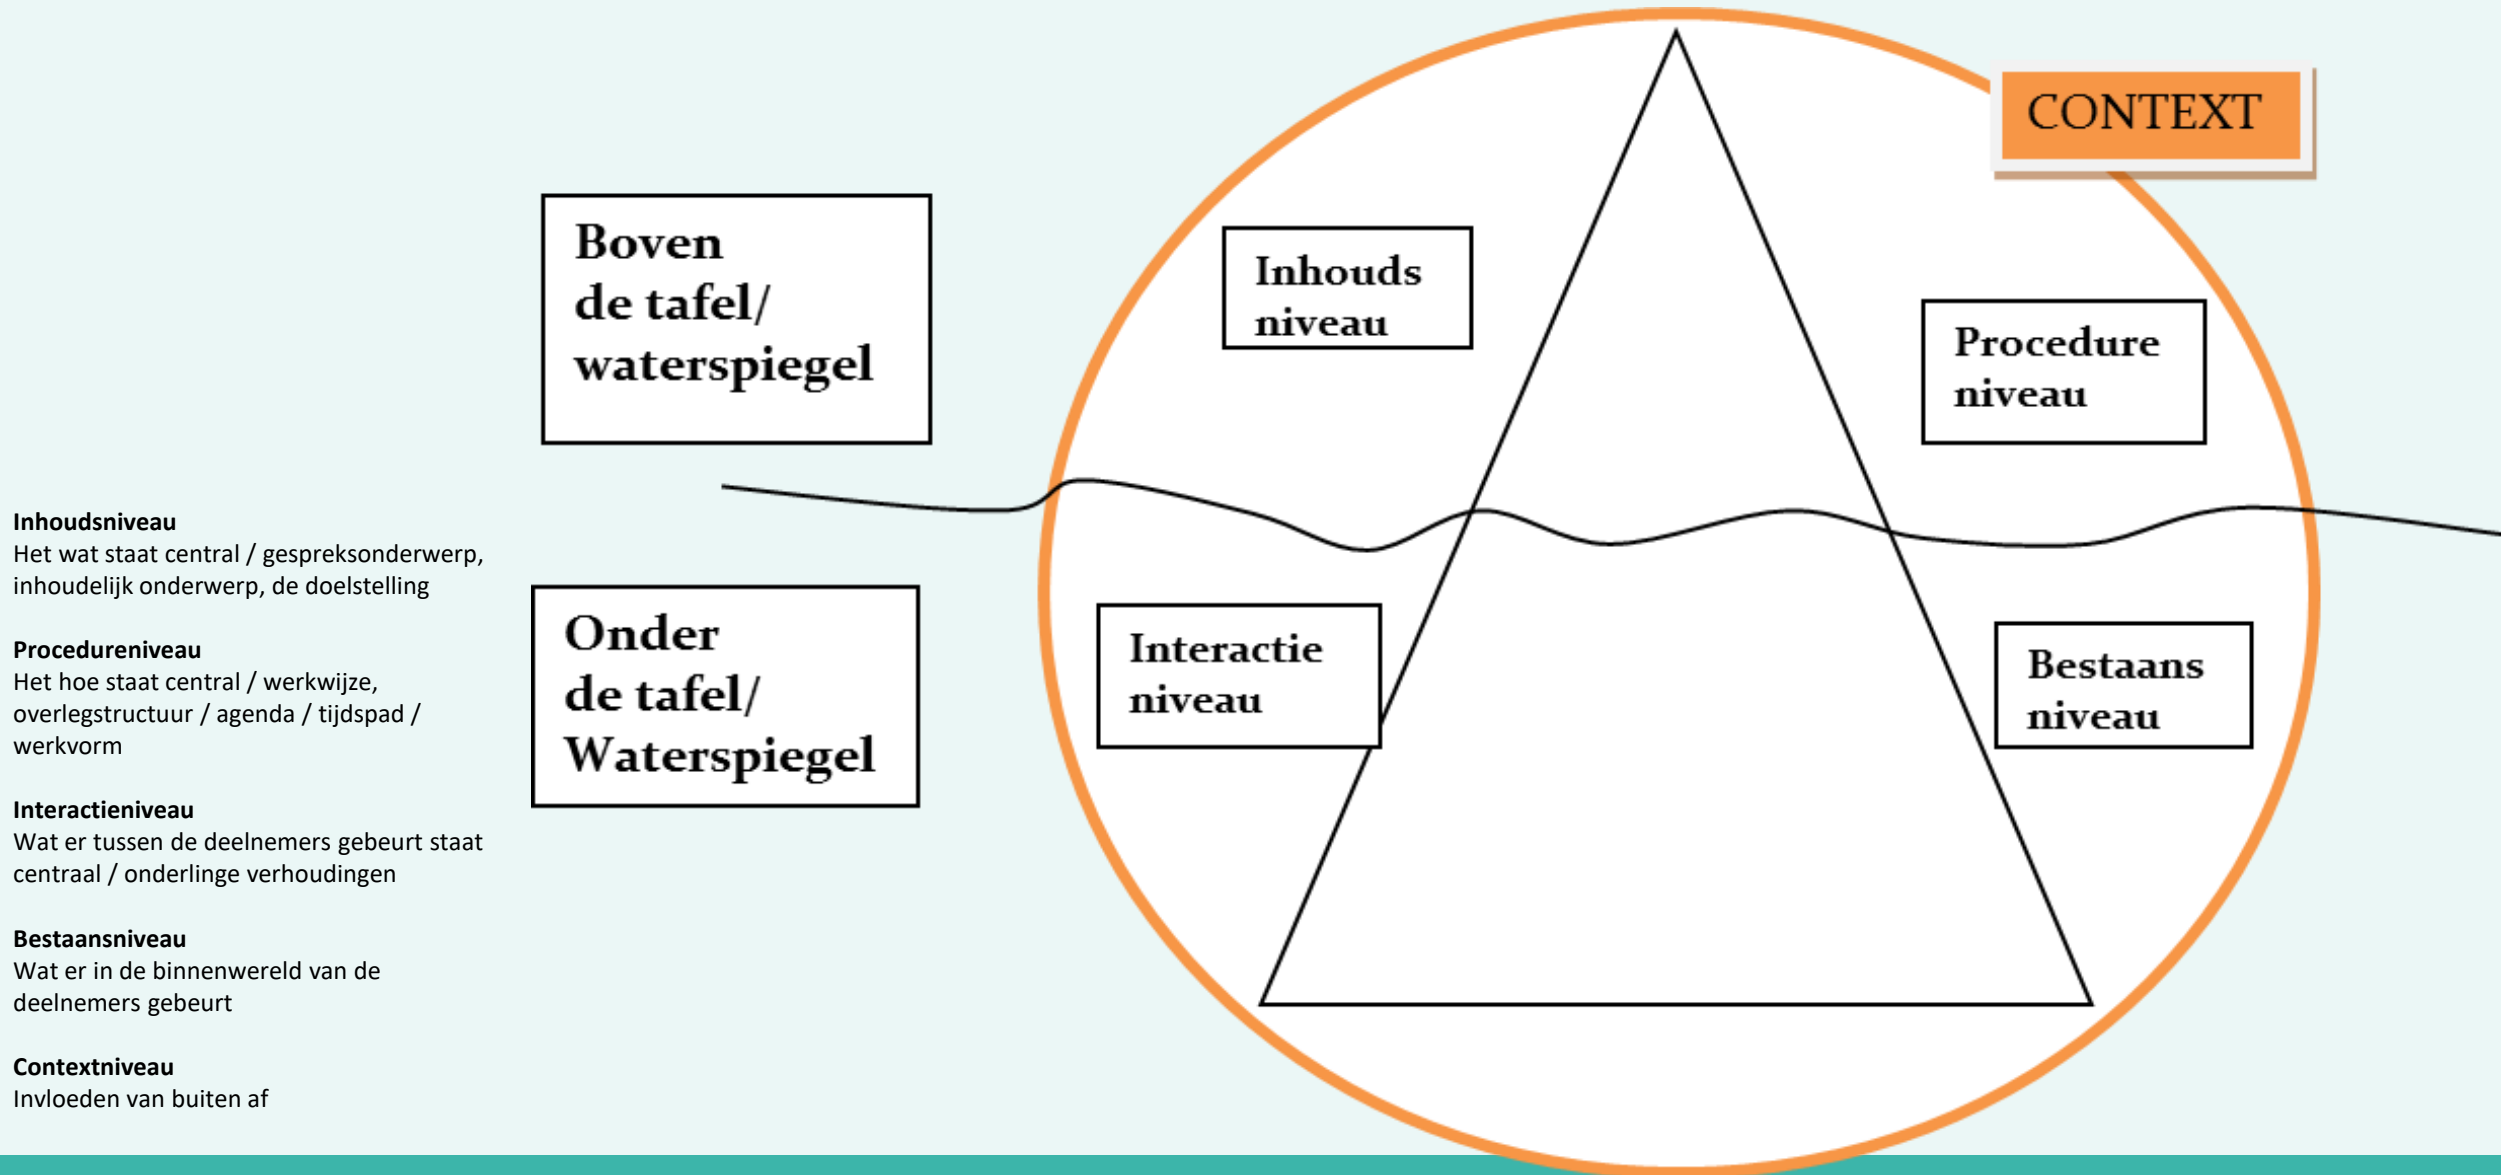 CONTEXT
Boven
de tafel/
waterspiegel
Inhouds
niveau
Procedure
niveau
Inhoudsniveau
Het wat staat central / gespreksonderwerp,
inhoudelijk onderwerp, de doelstelling
Procedureniveau
Het hoe staat central / werkwijze,
overlegstructuur / agenda / tijdspad /
werkvorm
Interactieniveau
Wat er tussen de deelnemers gebeurt staat
centraal / onderlinge verhoudingen
Bestaansniveau
Wat er in de binnenwereld van de
deelnemers gebeurt
Contextniveau
Invloeden van buiten af
Onder
de tafel/
Waterspiegel
Interactie
niveau
Bestaans
niveau